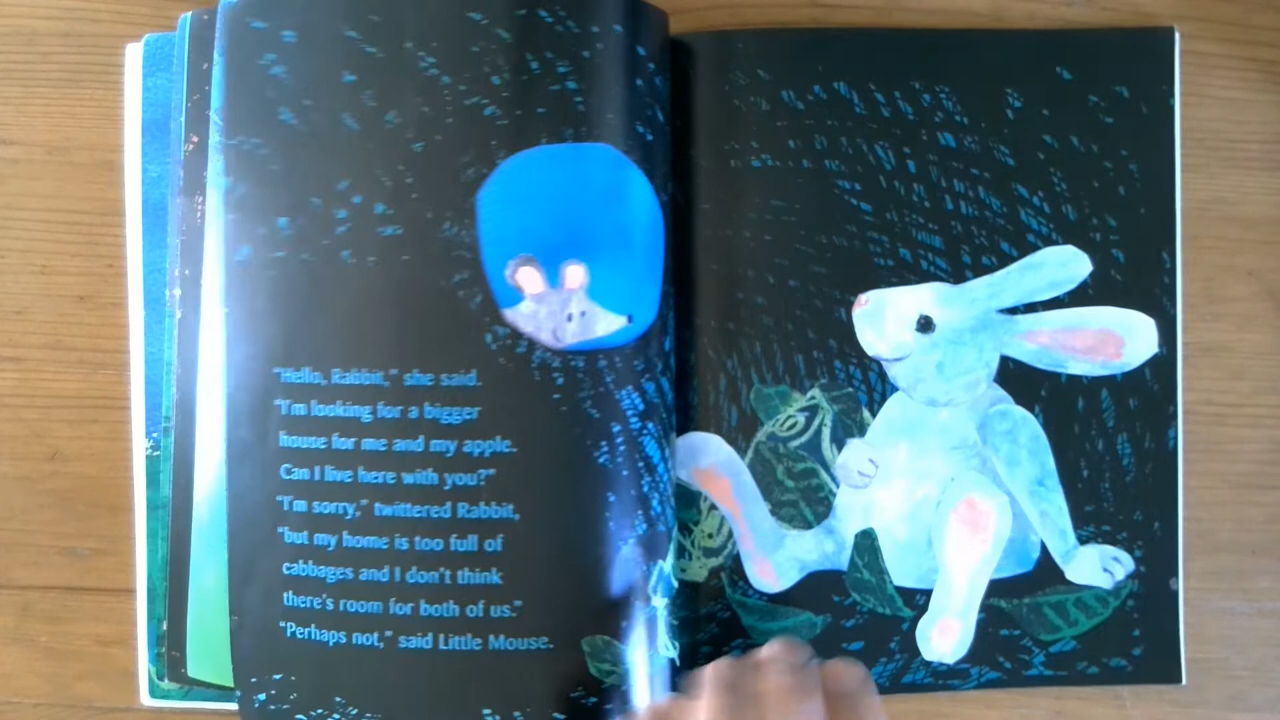 "Hello, Rabbit," she said.
"I'm looking for a bigger
house for me and my apple.
Can I live here with you?"
"I'm sorry," twittered Rabbit,
"but my home is too full of
cabbages and I don't think
there's room for both of us."
"Perhaps not," said Little Mouse.